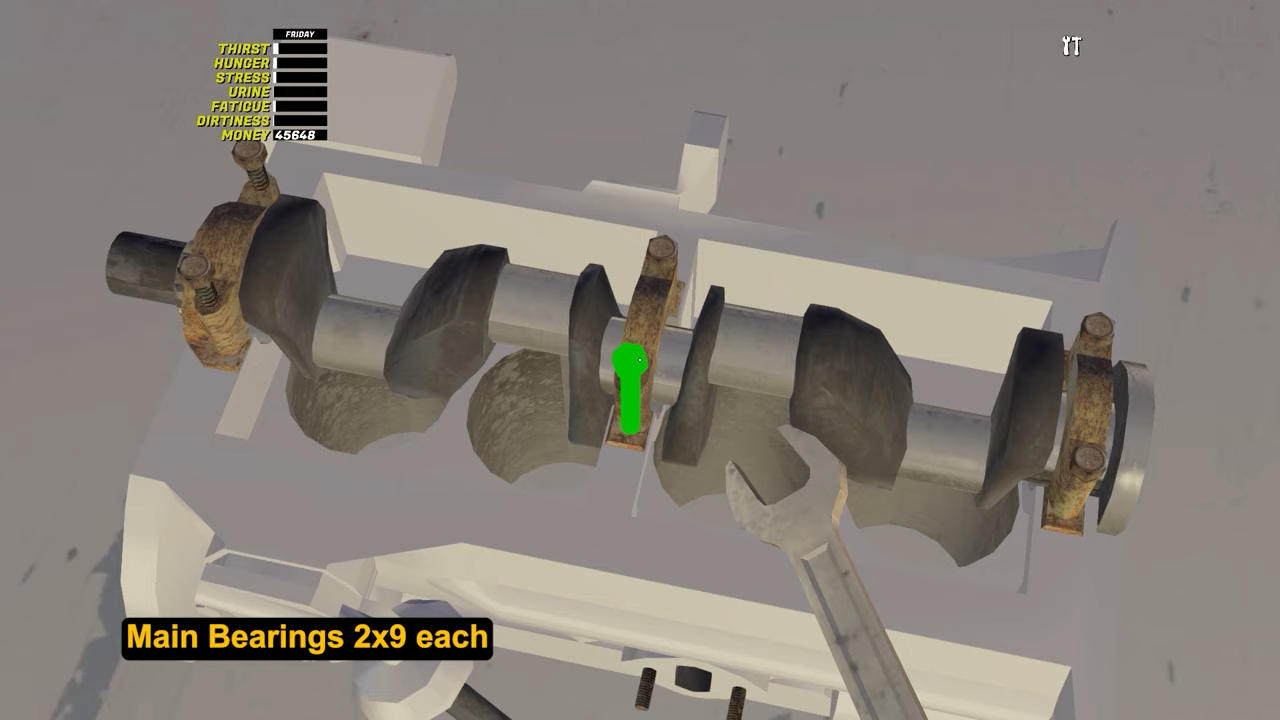 FRIDAY
THIRST
HUNGER
STRESS
URINE
FATIGUE
DIRTINESS
MONEY 45648
Main Bearings 2x9 each